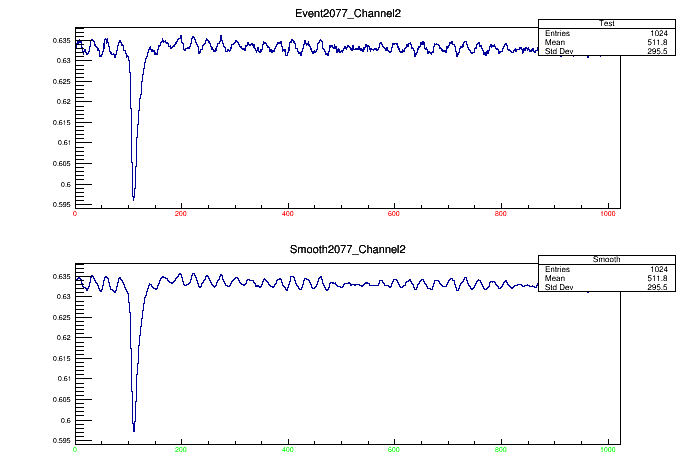 Event2077_Channel2
Test
Entries 1024
Mean 511.8
Std Dev 295.5
0.635
0.63
0.625
0.62
0.615
0.61
0.605
0.6
0.595
0 200 400 600 800 1000
Smooth2077_Channel2
Smooth
Entries 1024
Mean 511.8
Std Dev 295.5
0.635
0.63
0.625
0.62
0.615
0.61
0.605
0.6
0.595
0 200 400 600 800 1000